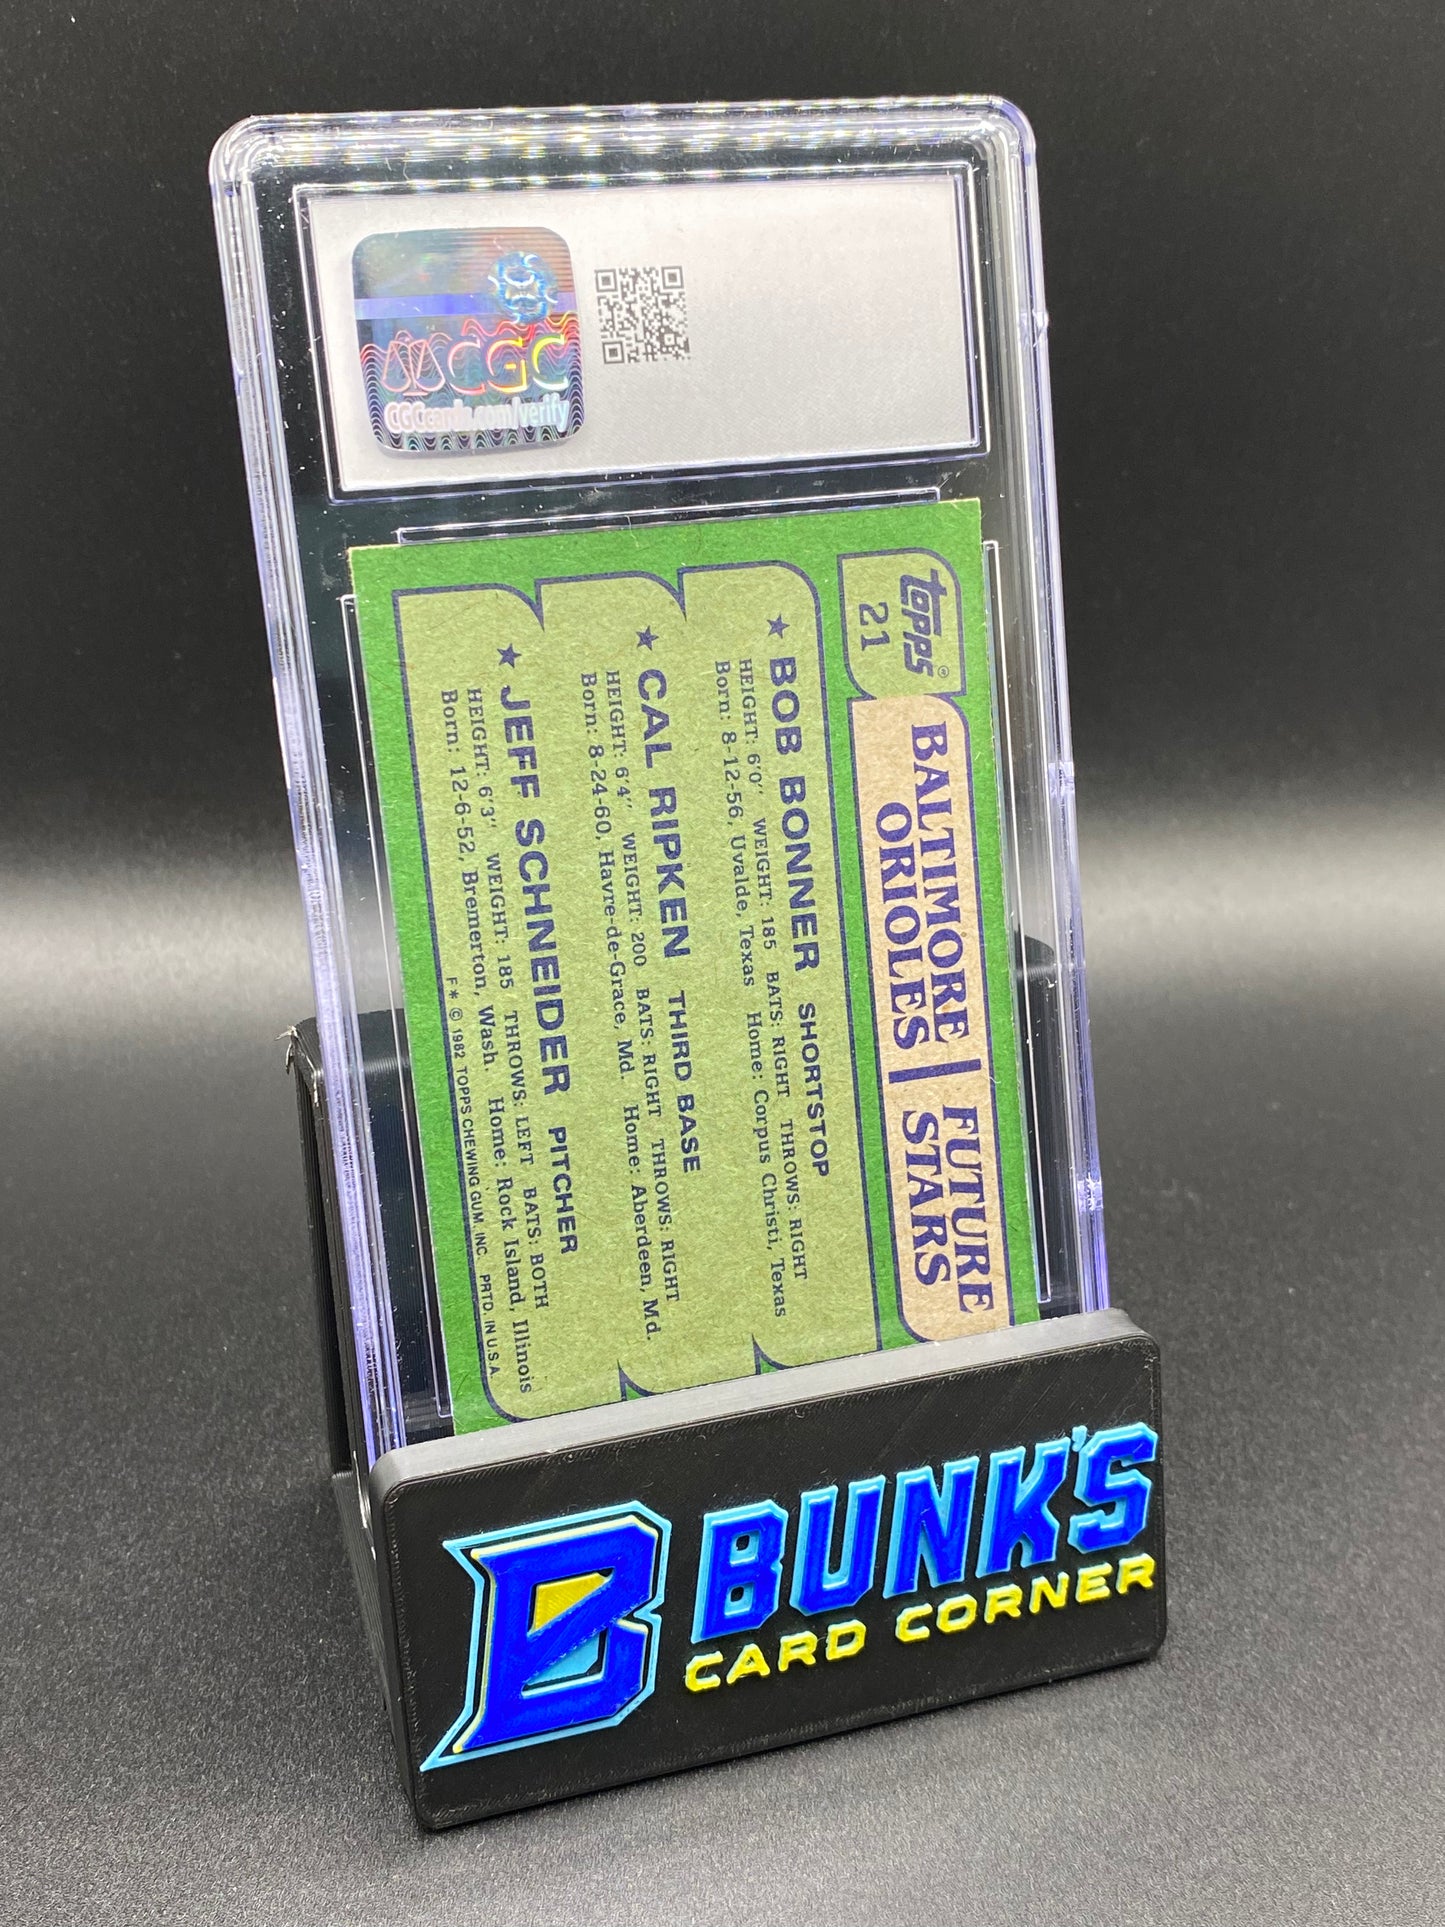 CGC
CGCcards.com/verify
topps®
21
BALTIMORE
ORIOLES
FUTURE
STARS
★ BOB BONNER SHORTSTOP
HEIGHT: 6'0" WEIGHT: 185 BATS: RIGHT THROWS: RIGHT
Born: 8-12-56, Uvalde, Texas Home: Corpus Christi, Texas
★ CAL RIPKEN THIRD BASE
HEIGHT: 6'4" WEIGHT: 200 BATS: RIGHT THROWS: RIGHT
Born: 8-24-60, Havre-de-Grace, Md. Home: Aberdeen, Md.
★ JEFF SCHNEIDER PITCHER
HEIGHT: 6'3" WEIGHT: 185 THROWS: LEFT BATS: BOTH
Born: 12-6-52, Bremerton, Wash. Home: Rock Island, Illinois
F* © 1982 TOPPS CHEWING GUM, INC. PRTD. IN U.S.A.
B
BUNK'S
CARD CORNER